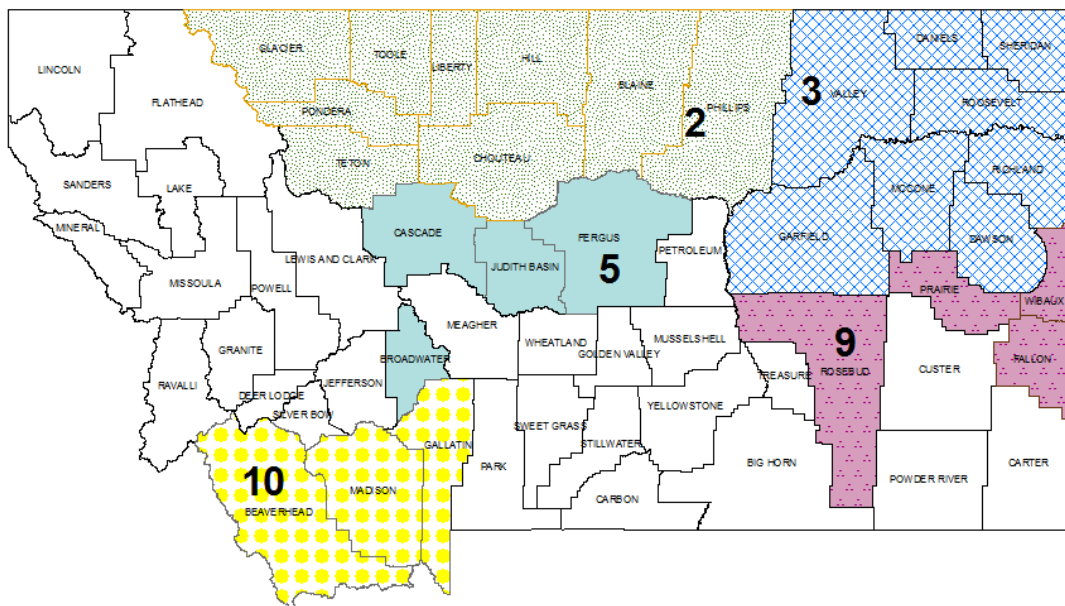 DANIELS
SHERIDAN
GLACIER
TOOLE
LIBERTY
HILL
LINCOLN
FLATHEAD
BLAINE
PHILLIPS
2
3
VALLEY
ROOSEVELT
PONDERA
TETON
CHOUTEAU
RICHLAND
SANDERS
LAKE
MCCONE
MINERAL
CASCADE
FERGUS
GARFIELD
DAWSON
PETROLEUM
LEWIS AND CLARK
JUDITH BASIN
5
MISSOULA
POWELL
PRAIRIE
WIBAUX
MEAGHER
WHEATLAND
MUSSELSHELL
9
GRANITE
BROADWATER
GOLDEN VALLEY
FALLON
RAVALLI
JEFFERSON
TREASURE
ROSEBUD
CUSTER
DEER LODGE
SILVER BOW
YELLOWSTONE
SWEET GRASS
GALLATIN
STILLWATER
PARK
BIG HORN
CARTER
10
MADISON
POWDER RIVER
CARBON
BEAVERHEAD